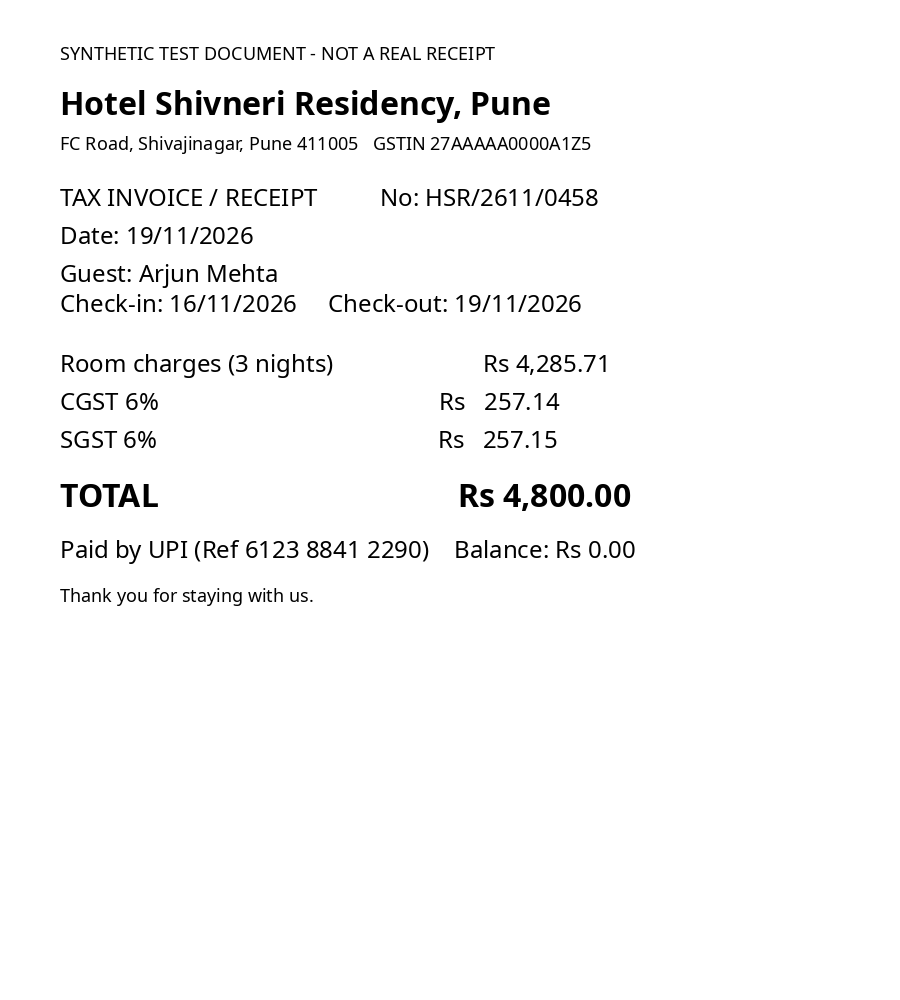 SYNTHETIC TEST DOCUMENT - NOT A REAL RECEIPT
Hotel Shivneri Residency, Pune
FC Road, Shivajinagar, Pune 411005 GSTIN 27AAAAA0000A1Z5
TAX INVOICE / RECEIPT No: HSR/2611/0458
Date: 19/11/2026
Guest: Arjun Mehta
Check-in: 16/11/2026 Check-out: 19/11/2026
Room charges (3 nights) Rs 4,285.71
CGST 6% Rs 257.14
SGST 6% Rs 257.15
TOTAL Rs 4,800.00
Paid by UPI (Ref 6123 8841 2290) Balance: Rs 0.00
Thank you for staying with us.